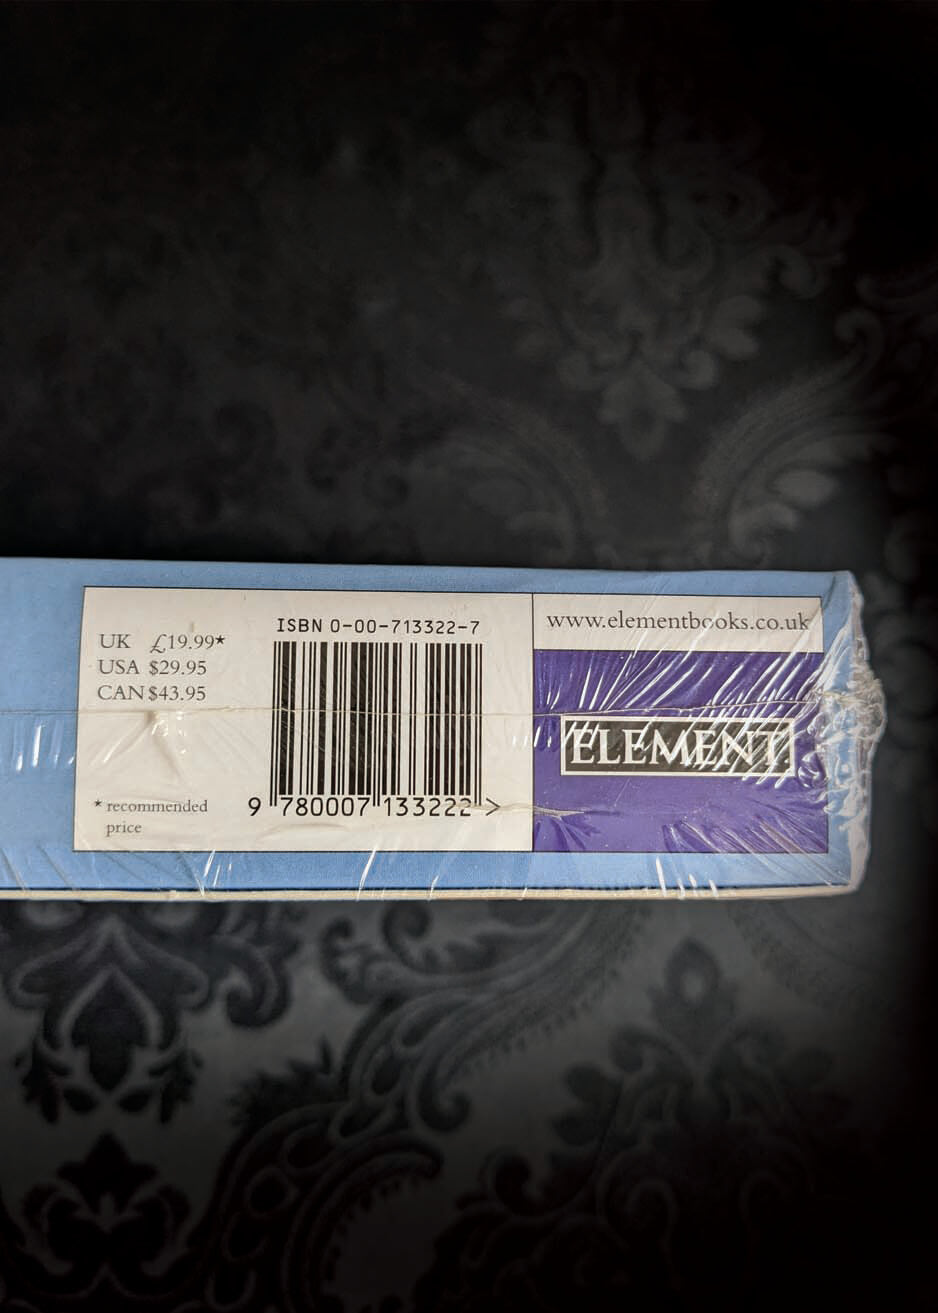 UK £19.99*
USA $29.95
CAN $43.95
* recommended
price
ISBN 0-00-713322-7
9 780007 133222 >
www.elementbooks.co.uk
ELEMENT